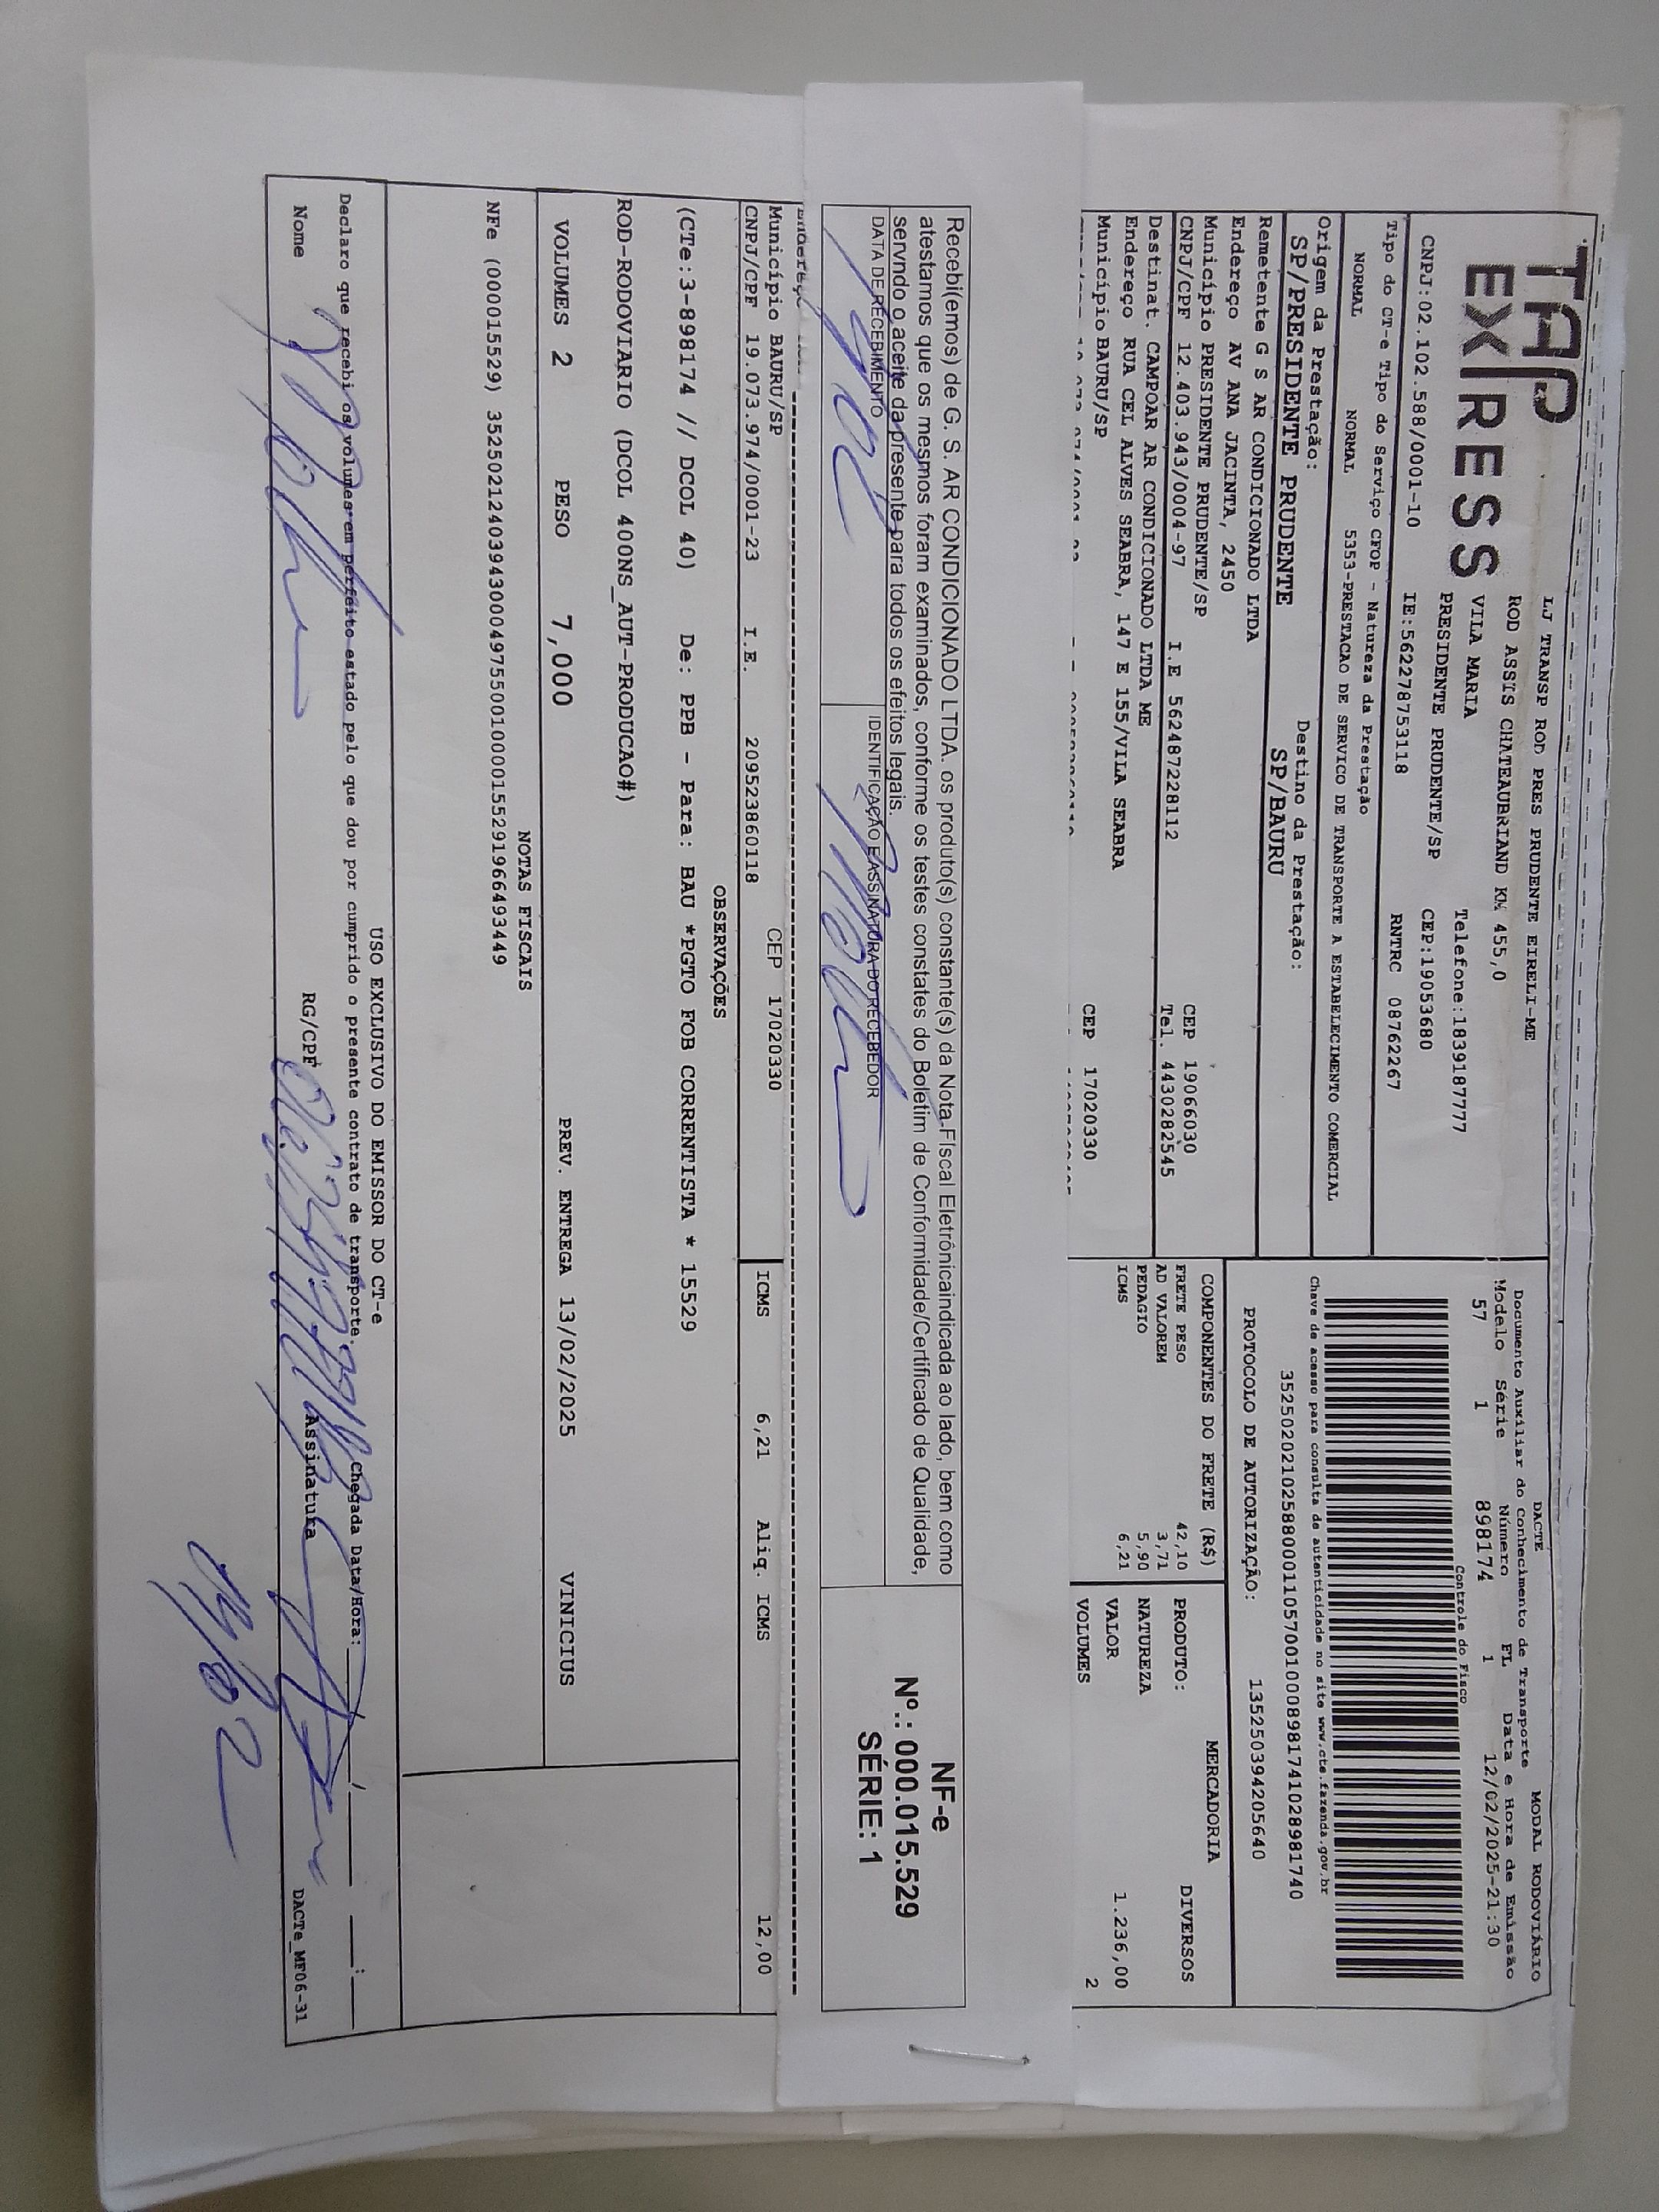 TAP
EXPRESS
LJ TRANSP ROD PRES PRUDENTE EIRELI-ME
ROD ASSIS CHATEAUBRIAND KM 455,0
VILA MARIA Telefone:1839187777
PRESIDENTE PRUDENTE/SP CEP:19053680
CNPJ:02.102.588/0001-10 IE:562278753118 RNTRC 08762267
Tipo do CT-e Tipo do Serviço CFOP - Natureza da Prestação
NORMAL NORMAL 5353-PRESTACAO DE SERVICO DE TRANSPORTE A ESTABELECIMENTO COMERCIAL
Origem da Prestação: Destino da Prestação:
SP/PRESIDENTE PRUDENTE SP/BAURU
Remetente G S AR CONDICIONADO LTDA
Endereço AV ANA JACINTA, 2450
Município PRESIDENTE PRUDENTE/SP CEP 19066030
CNPJ/CPF 12.403.943/0004-97 I.E 562487228112 Tel. 443028254​5
Destinat. CAMPOAR AR CONDICIONADO LTDA ME
Endereço RUA CEL ALVES SEABRA, 147 E 155/VILA SEABRA
Município BAURU/SP CEP 17020330
DACTE MODAL RODOVIÁRIO
Documento Auxiliar do Conhecimento de Transporte
Modelo Série Número FL Data e Hora de Emissão
57 1 898174 1 12/02/2025-21:30
Controle do Fisco
Chave de acesso para consulta de autenticidade no site www.cte.fazenda.gov.br
35250202102588000110570010008981741028981740
PROTOCOLO DE AUTORIZAÇÃO: 135250394205640
COMPONENTES DO FRETE (R$)
FRETE PESO 42,10
AD VALOREM 3,71
PEDAGIO 5,90
ICMS 6,21
MERCADORIA
PRODUTO: DIVERSOS
NATUREZA
VALOR 1.236,00
VOLUMES 2
Recebi(emos) de G. S. AR CONDICIONADO LTDA. os produto(s) constante(s) da Nota Fiscal Eletrônicaindicada ao lado, bem como
atestamos que os mesmos foram examinados, conforme os testes constates do Boletim de Conformidade/Certificado de Qualidade,
servndo o aceite da presente para todos os efeitos legais.
DATA DE RECEBIMENTO IDENTIFICAÇÃO E ASSINATURA DO RECEBEDOR
NF-e
Nº.: 000.015.529
SÉRIE: 1
Município BAURU/SP CEP 17020330
CNPJ/CPF 19.073.974/0001-23 I.E. 209523860118
ICMS 6,21 Aliq. ICMS 12,00
OBSERVAÇÕES
(CTe:3-898174 // DCOL 40) De: PPB - Para: BAU *PGTO FOB CORRENTISTA * 15529
ROD-RODOVIARIO (DCOL 400NS_AUT-PRODUCAO#)
VOLUMES 2 PESO 7,000 PREV. ENTREGA 13/02/2025 VINICIUS
NOTAS FISCAIS
NFe (000015529) 35250212403943000497550010000155291966493449
USO EXCLUSIVO DO EMISSOR DO CT-e
Declaro que recebi os volumes em perfeito estado pelo que dou por cumprido o presente contrato de transporte. Chegada Data/Hora: / / :
Nome RG/CPF Assinatura
DACTe_MF06-31